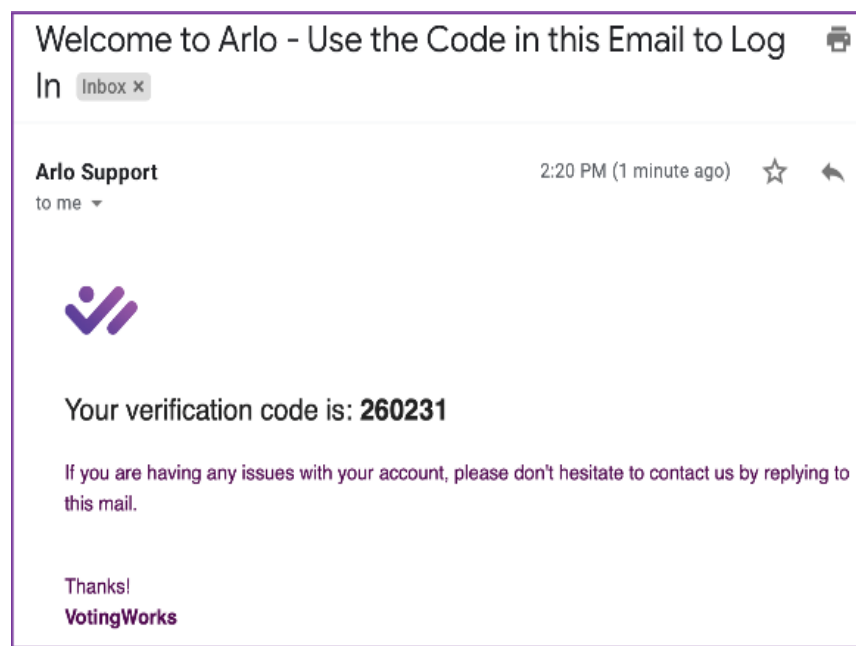 Welcome to Arlo - Use the Code in this Email to Log
In Inbox ×
Arlo Support 2:20 PM (1 minute ago)
to me
Your verification code is: 260231
If you are having any issues with your account, please don't hesitate to contact us by replying to
this mail.
Thanks!
VotingWorks